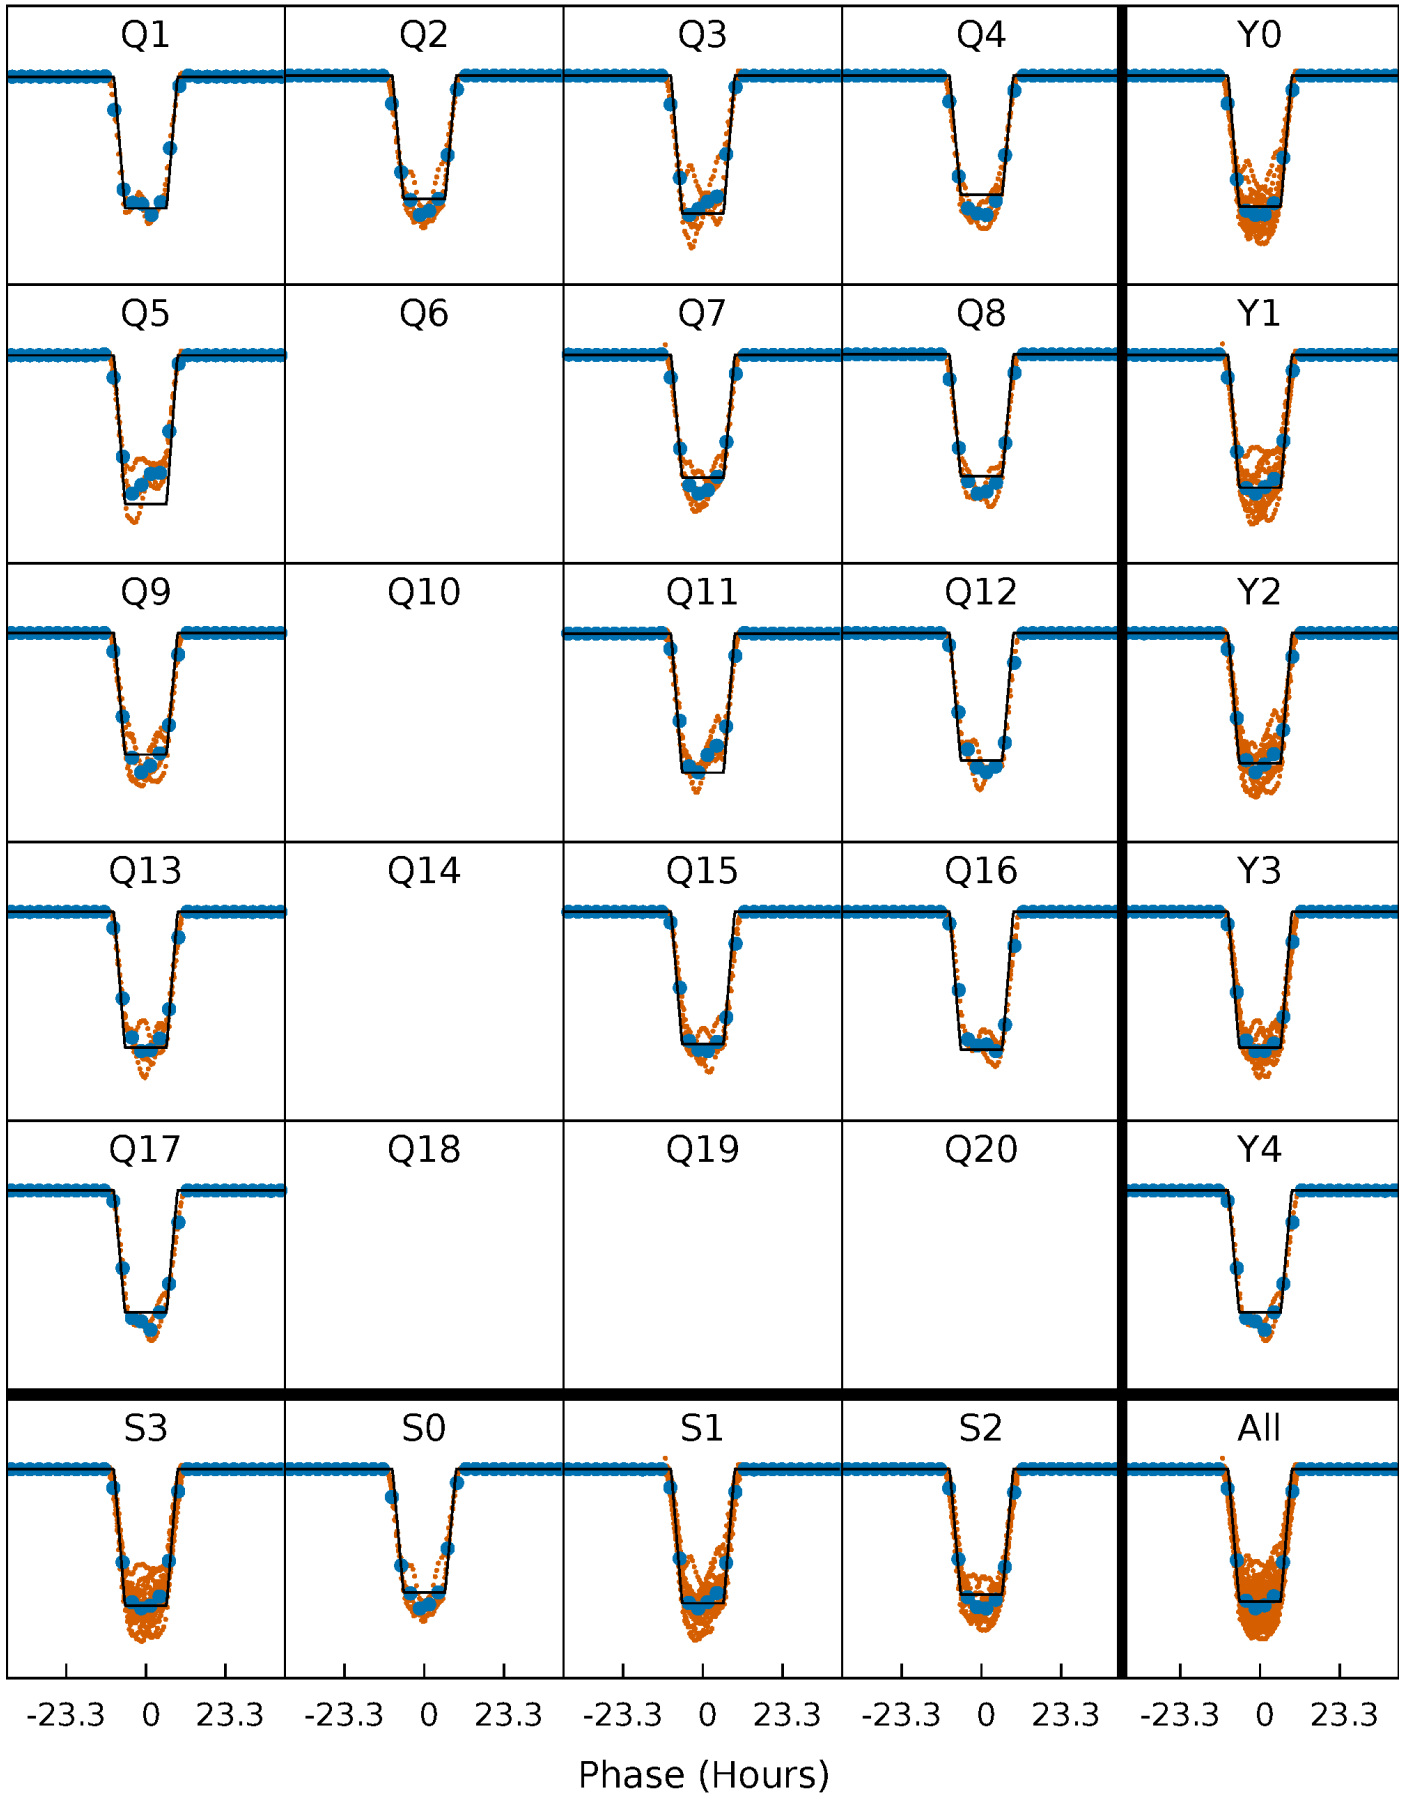 Q1 Q2 Q3 Q4 Y0
Q5 Q6 Q7 Q8 Y1
Q9 Q10 Q11 Q12 Y2
Q13 Q14 Q15 Q16 Y3
Q17 Q18 Q19 Q20 Y4
S3 S0 S1 S2 All
-23.3 0 23.3 -23.3 0 23.3 -23.3 0 23.3 -23.3 0 23.3 -23.3 0 23.3
Phase (Hours)